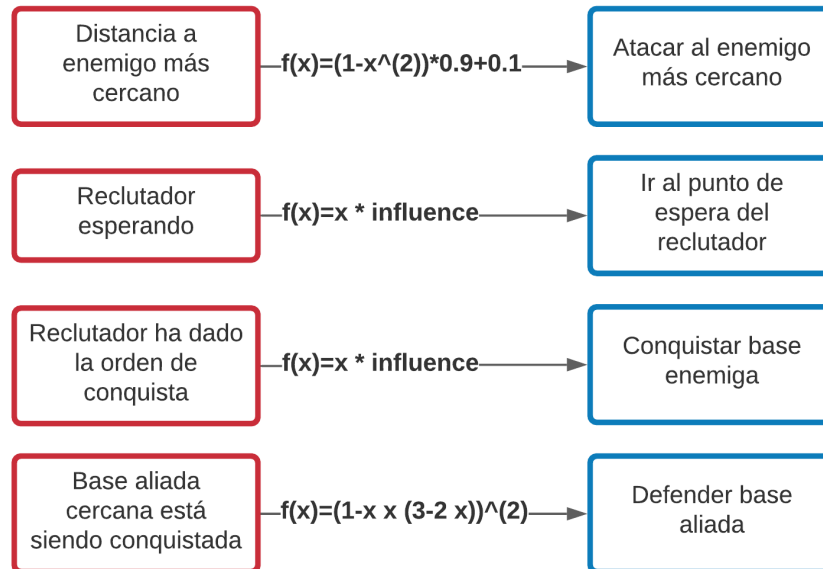 Distancia a
enemigo más
cercano
f(x)=(1-x^(2))*0.9+0.1
Atacar al enemigo
más cercano
Reclutador
esperando
f(x)=x * influence
Ir al punto de
espera del
reclutador
Reclutador ha dado
la orden de
conquista
f(x)=x * influence
Conquistar base
enemiga
Base aliada
cercana está
siendo conquistada
f(x)=(1-x x (3-2 x))^(2)
Defender base
aliada